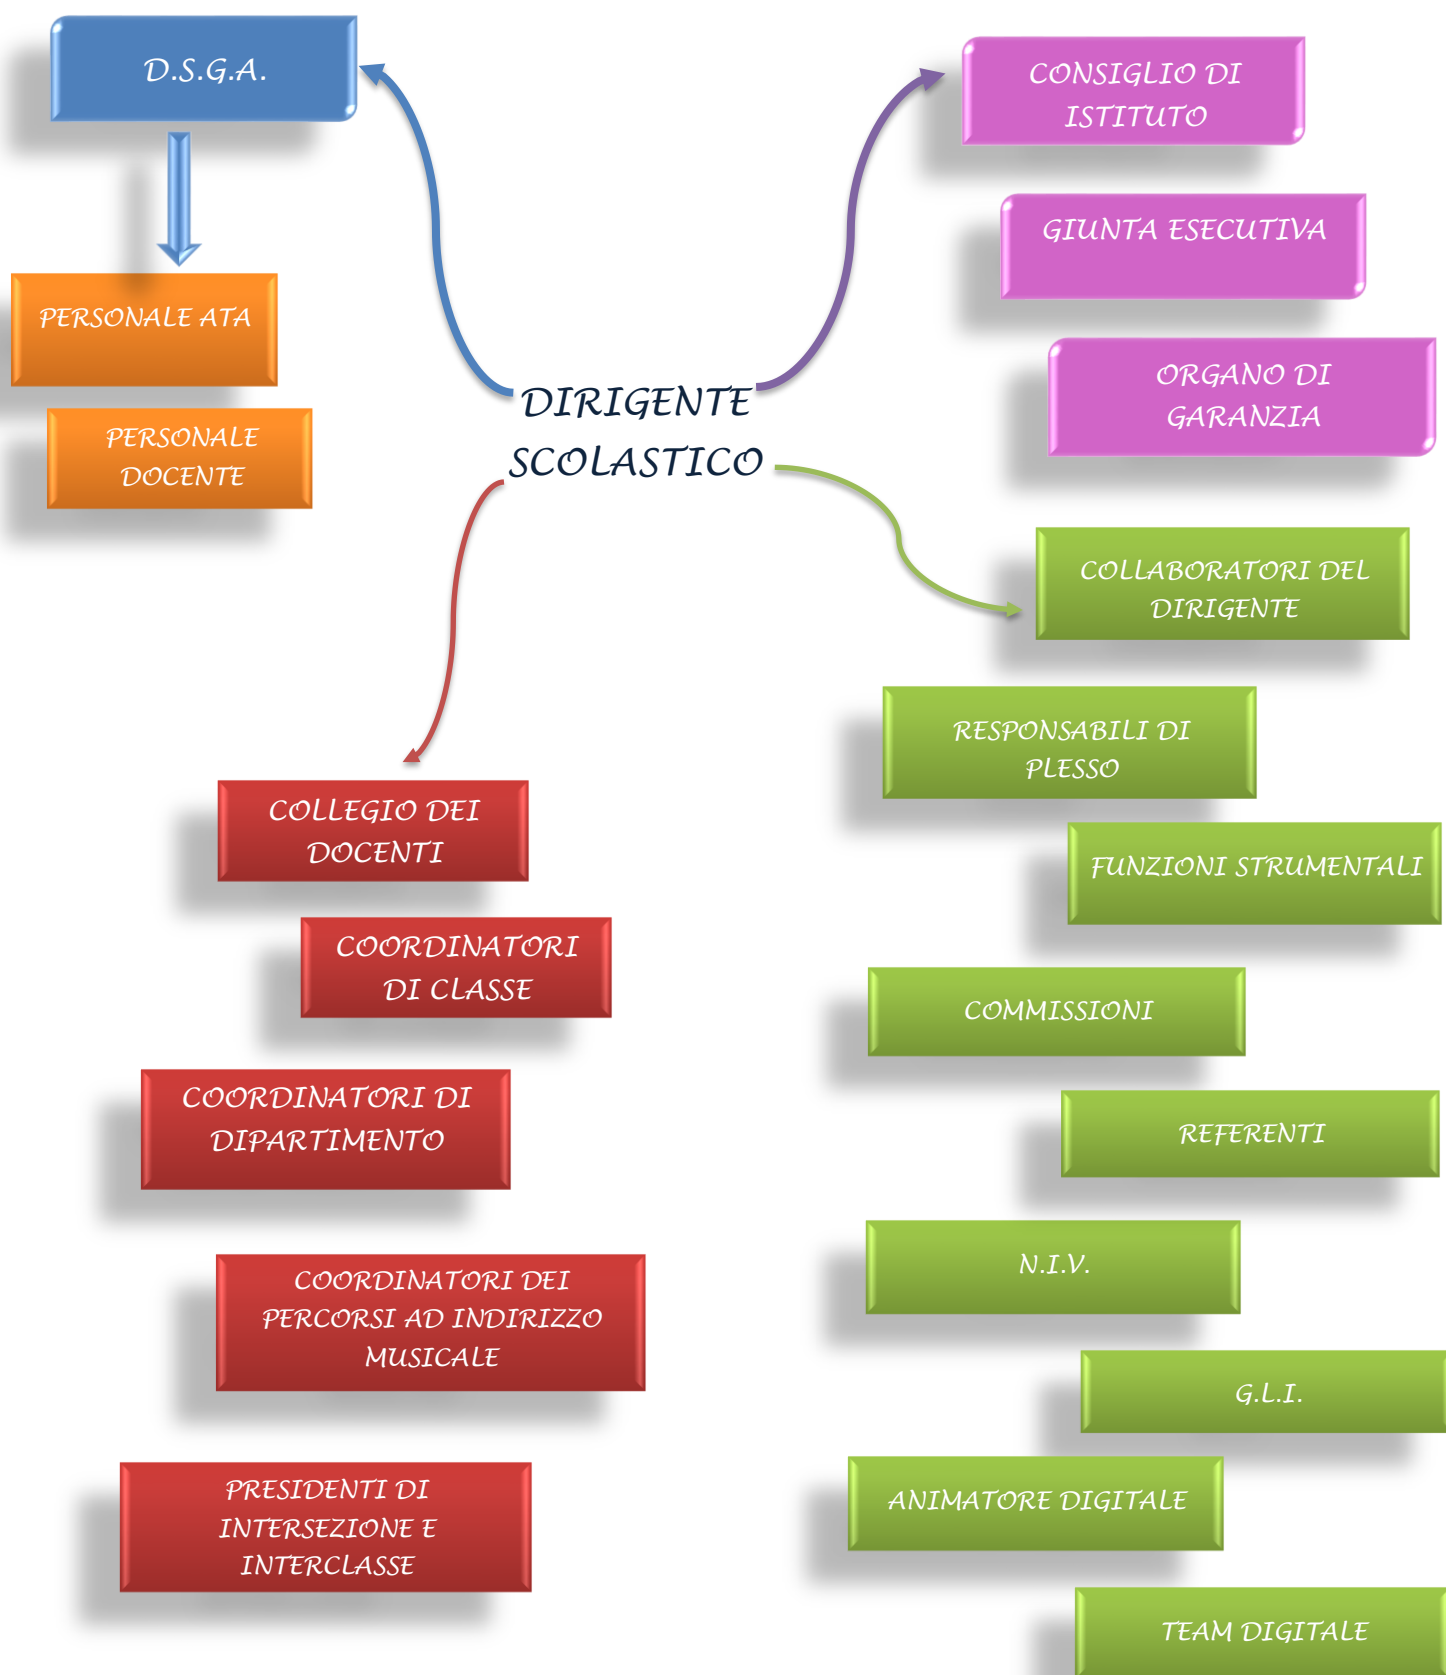 D.S.G.A.
PERSONALE ATA
PERSONALE
DOCENTE
DIRIGENTE
SCOLASTICO
CONSIGLIO DI
ISTITUTO
GIUNTA ESECUTIVA
ORGANO DI
GARANZIA
COLLABORATORI DEL
DIRIGENTE
RESPONSABILI DI
PLESSO
FUNZIONI STRUMENTALI
COMMISSIONI
REFERENTI
N.I.V.
G.L.I.
ANIMATORE DIGITALE
TEAM DIGITALE
COLLEGIO DEI
DOCENTI
COORDINATORI
DI CLASSE
COORDINATORI DI
DIPARTIMENTO
COORDINATORI DEI
PERCORSI AD INDIRIZZO
MUSICALE
PRESIDENTI DI
INTERSEZIONE E
INTERCLASSE